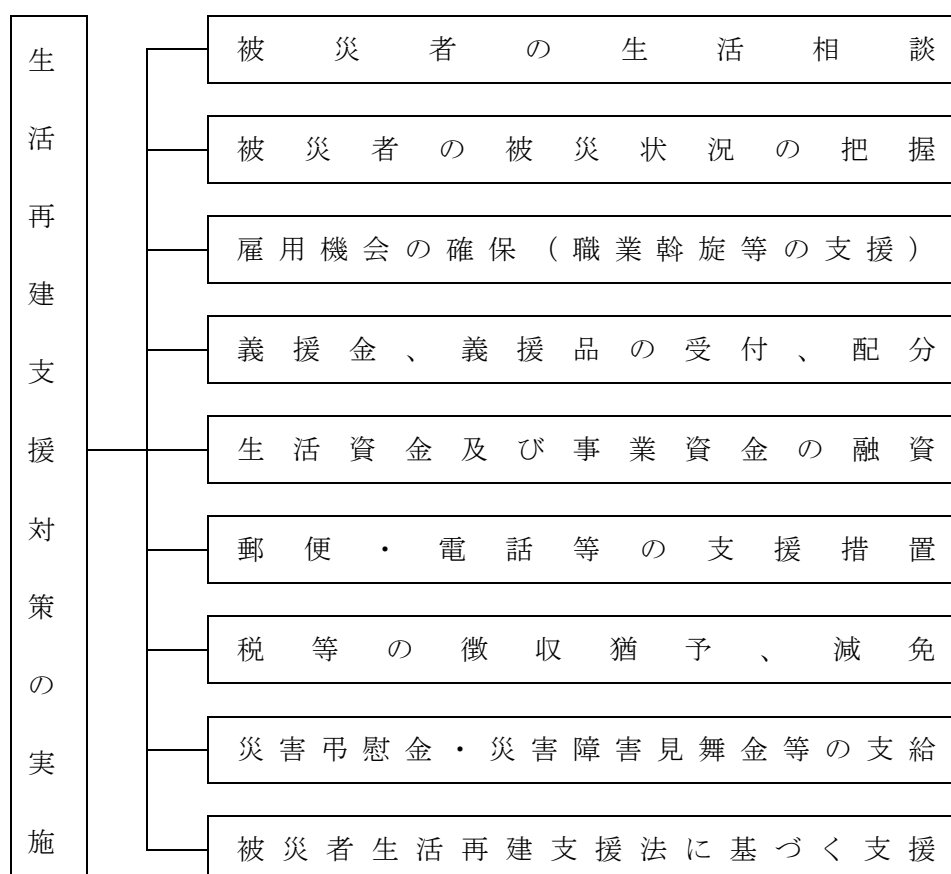 生活再建支援対策の実施
被災者の生活相談
被災者の被災状況の把握
雇用機会の確保（職業斡旋等の支援）
義援金、義援品の受付、配分
生活資金及び事業資金の融資
郵便・電話等の支援措置
税等の徴収猶予、減免
災害弔慰金・災害障害見舞金等の支給
被災者生活再建支援法に基づく支援